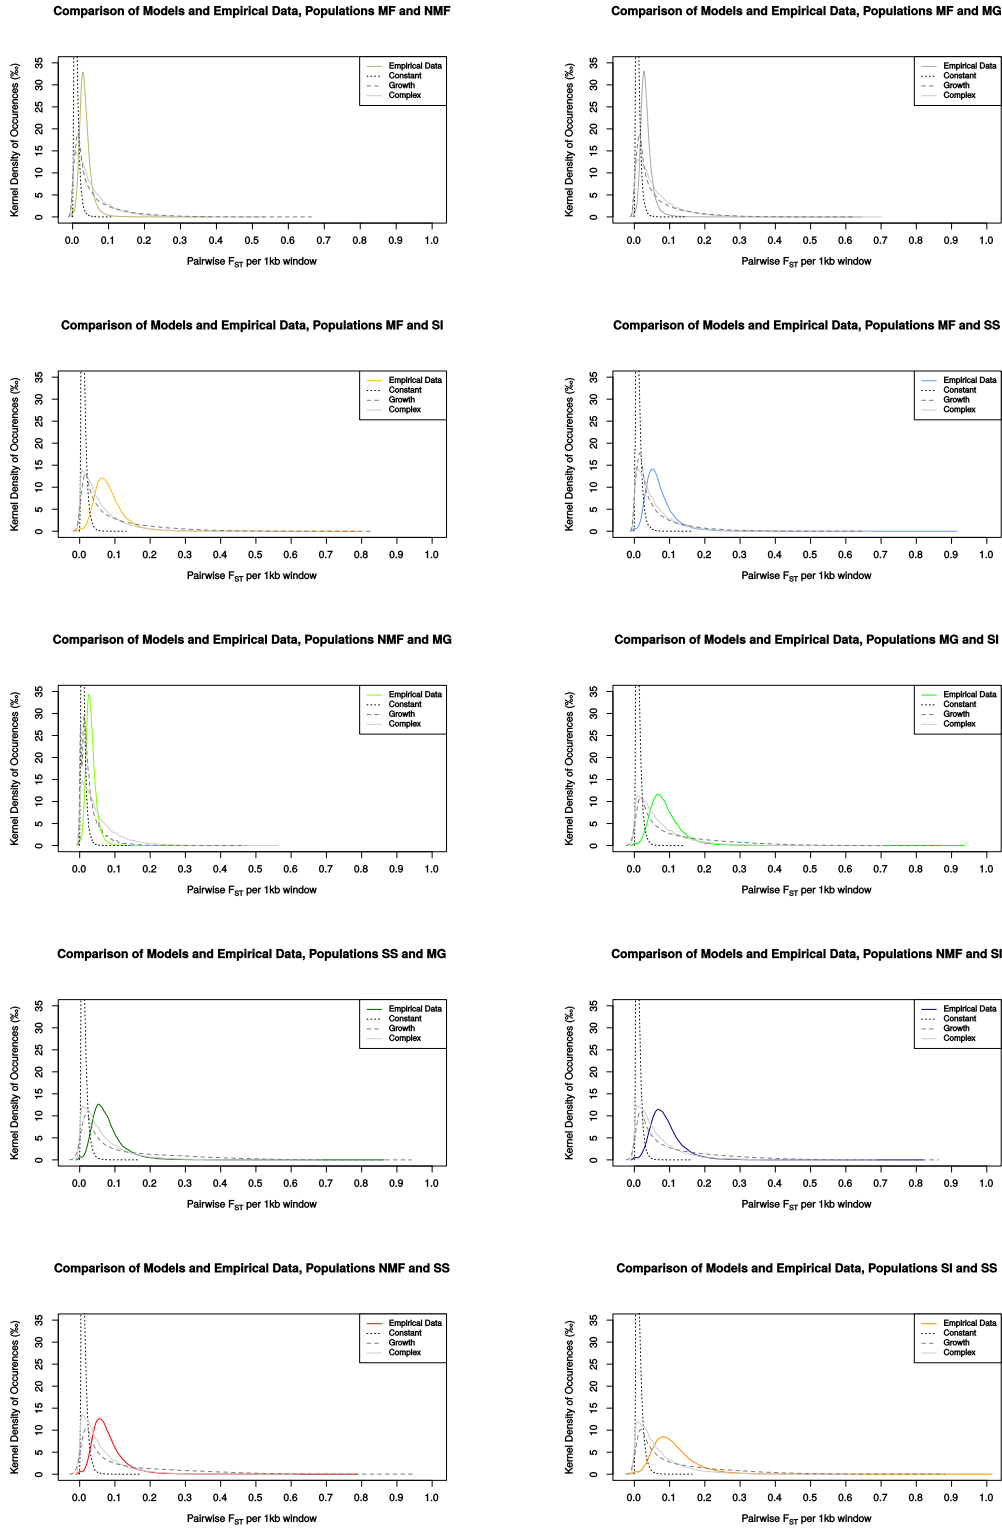 Comparison of Models and Empirical Data, Populations MF and NMF
Kernel Density of Occurences (‰)
35
30
25
20
15
10
5
0
Empirical Data
Constant
Growth
Complex
0.0 0.1 0.2 0.3 0.4 0.5 0.6 0.7 0.8 0.9 1.0
Pairwise FST per 1kb window
Comparison of Models and Empirical Data, Populations MF and MG
Kernel Density of Occurences (‰)
35
30
25
20
15
10
5
0
Empirical Data
Constant
Growth
Complex
0.0 0.1 0.2 0.3 0.4 0.5 0.6 0.7 0.8 0.9 1.0
Pairwise FST per 1kb window
Comparison of Models and Empirical Data, Populations MF and SI
Kernel Density of Occurences (‰)
35
30
25
20
15
10
5
0
Empirical Data
Constant
Growth
Complex
0.0 0.1 0.2 0.3 0.4 0.5 0.6 0.7 0.8 0.9 1.0
Pairwise FST per 1kb window
Comparison of Models and Empirical Data, Populations MF and SS
Kernel Density of Occurences (‰)
35
30
25
20
15
10
5
0
Empirical Data
Constant
Growth
Complex
0.0 0.1 0.2 0.3 0.4 0.5 0.6 0.7 0.8 0.9 1.0
Pairwise FST per 1kb window
Comparison of Models and Empirical Data, Populations NMF and MG
Kernel Density of Occurences (‰)
35
30
25
20
15
10
5
0
Empirical Data
Constant
Growth
Complex
0.0 0.1 0.2 0.3 0.4 0.5 0.6 0.7 0.8 0.9 1.0
Pairwise FST per 1kb window
Comparison of Models and Empirical Data, Populations MG and SI
Kernel Density of Occurences (‰)
35
30
25
20
15
10
5
0
Empirical Data
Constant
Growth
Complex
0.0 0.1 0.2 0.3 0.4 0.5 0.6 0.7 0.8 0.9 1.0
Pairwise FST per 1kb window
Comparison of Models and Empirical Data, Populations SS and MG
Kernel Density of Occurences (‰)
35
30
25
20
15
10
5
0
Empirical Data
Constant
Growth
Complex
0.0 0.1 0.2 0.3 0.4 0.5 0.6 0.7 0.8 0.9 1.0
Pairwise FST per 1kb window
Comparison of Models and Empirical Data, Populations NMF and SI
Kernel Density of Occurences (‰)
35
30
25
20
15
10
5
0
Empirical Data
Constant
Growth
Complex
0.0 0.1 0.2 0.3 0.4 0.5 0.6 0.7 0.8 0.9 1.0
Pairwise FST per 1kb window
Comparison of Models and Empirical Data, Populations NMF and SS
Kernel Density of Occurences (‰)
35
30
25
20
15
10
5
0
Empirical Data
Constant
Growth
Complex
0.0 0.1 0.2 0.3 0.4 0.5 0.6 0.7 0.8 0.9 1.0
Pairwise FST per 1kb window
Comparison of Models and Empirical Data, Populations SI and SS
Kernel Density of Occurences (‰)
35
30
25
20
15
10
5
0
Empirical Data
Constant
Growth
Complex
0.0 0.1 0.2 0.3 0.4 0.5 0.6 0.7 0.8 0.9 1.0
Pairwise FST per 1kb window